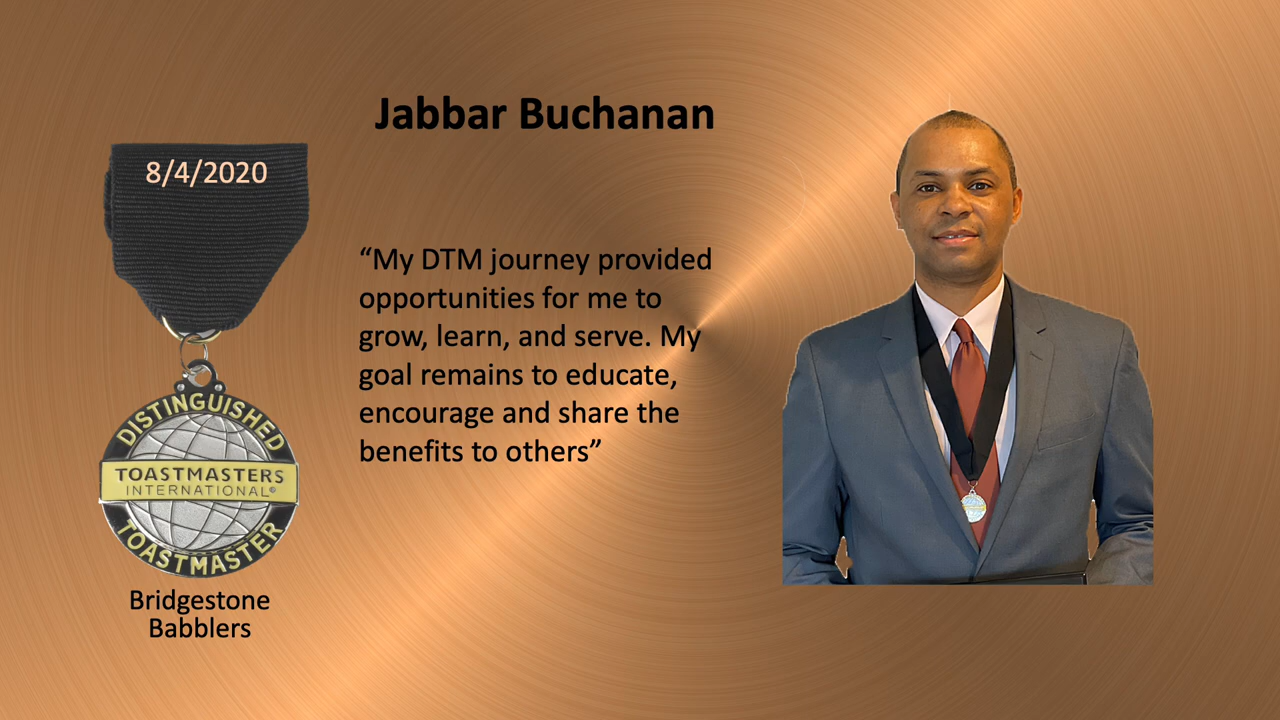 Jabbar Buchanan
8/4/2020
“My DTM journey provided
opportunities for me to
grow, learn, and serve. My
goal remains to educate,
encourage and share the
benefits to others”
DISTINGUISHED
TOASTMASTERS
INTERNATIONAL®
TOASTMASTER
Bridgestone
Babblers